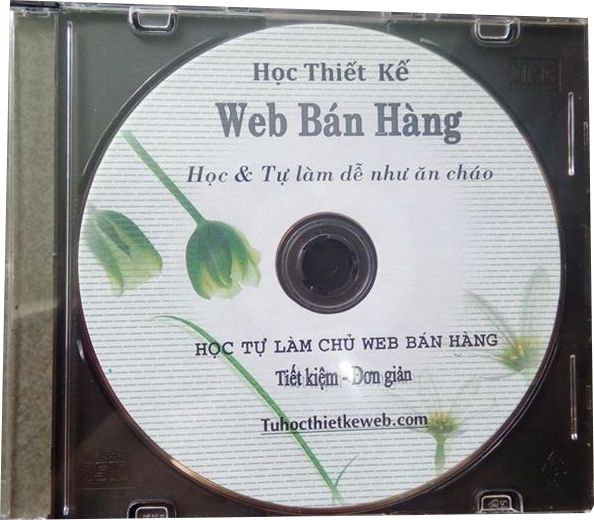 Học Thiết Kế
Web Bán Hàng
Học & Tự làm dễ như ăn cháo
HỌC TỰ LÀM CHỦ WEB BÁN HÀNG
Tiết kiệm - Đơn giản
Tuhocthietkeweb.com